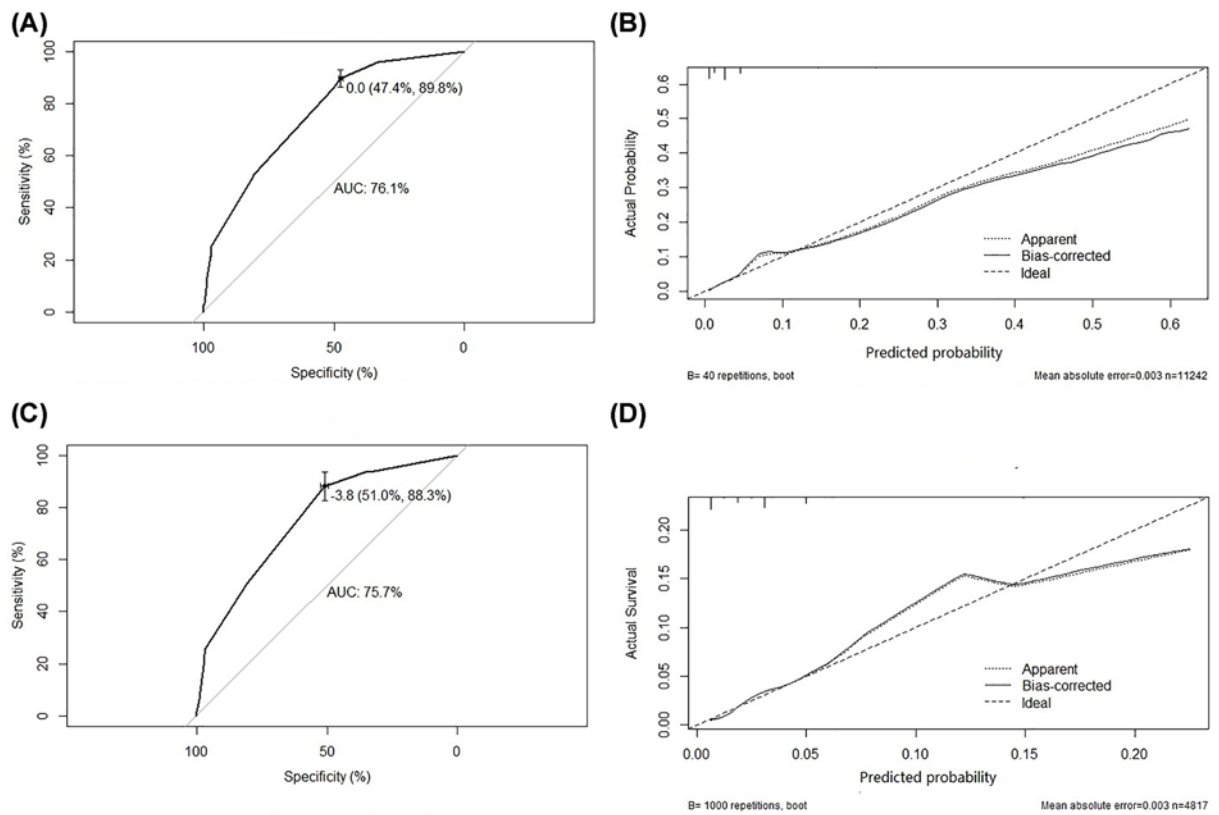 (A)
100
80
60
40
20
0
Sensitivity (%)
0.0 (47.4%, 89.8%)
AUC: 76.1%
100 50 0
Specificity (%)
(B)
0.6
0.5
0.4
0.3
0.2
0.1
0.0
Actual Probability
Apparent
Bias-corrected
Ideal
0.0 0.1 0.2 0.3 0.4 0.5 0.6
Predicted probability
B= 40 repetitions, boot
Mean absolute error=0.003 n=11242
(C)
100
80
60
40
20
0
Sensitivity (%)
-3.8 (51.0%, 88.3%)
AUC: 75.7%
100 50 0
Specificity (%)
(D)
0.20
0.15
0.10
0.05
0.00
Actual Survival
Apparent
Bias-corrected
Ideal
0.00 0.05 0.10 0.15 0.20
Predicted probability
B= 1000 repetitions, boot
Mean absolute error=0.003 n=4817